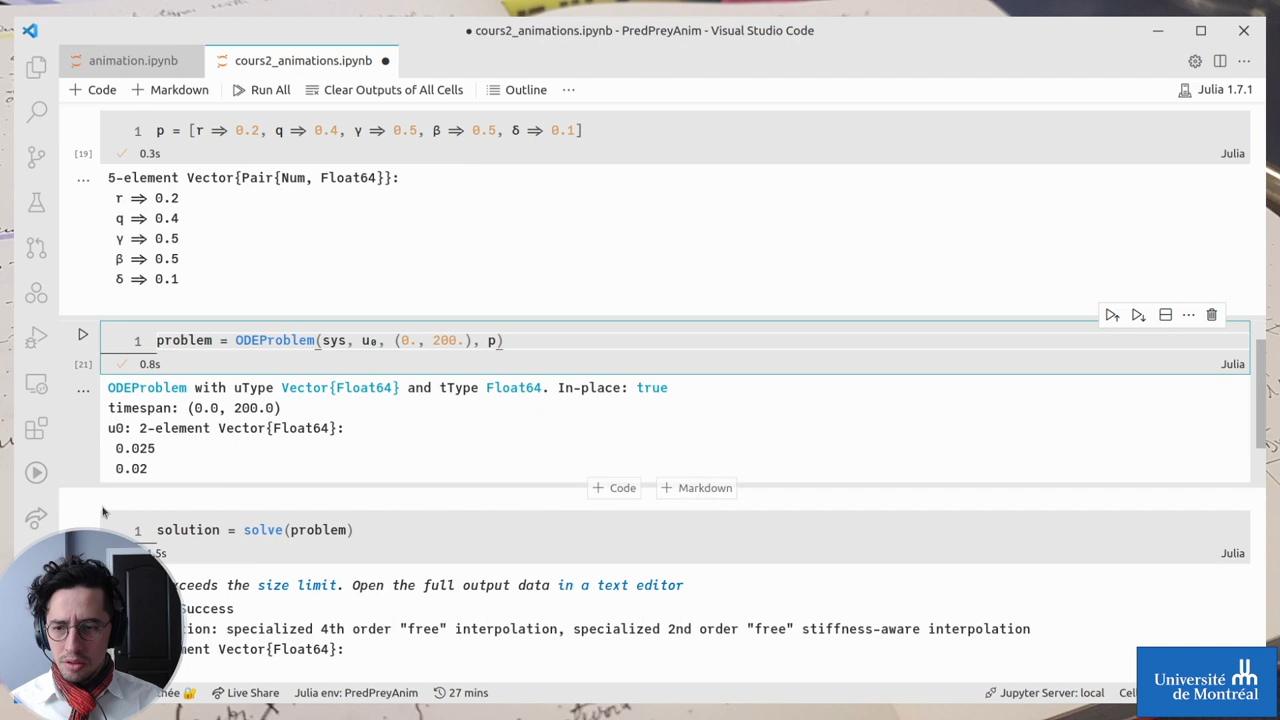 ● cours2_animations.ipynb - PredPreyAnim - Visual Studio Code
animation.ipynb
cours2_animations.ipynb ●
+ Code + Markdown Run All Clear Outputs of All Cells Outline ···
Julia 1.7.1
1 p = [r => 0.2, q => 0.4, γ => 0.5, β => 0.5, δ => 0.1]
[19] ✓ 0.3s
Julia
··· 5-element Vector{Pair{Num, Float64}}:
r => 0.2
q => 0.4
γ => 0.5
β => 0.5
δ => 0.1
1 problem = ODEProblem(sys, u₀, (0., 200.), p)
[21] ✓ 0.8s
Julia
··· ODEProblem with uType Vector{Float64} and tType Float64. In-place: true
timespan: (0.0, 200.0)
u0: 2-element Vector{Float64}:
0.025
0.02
+ Code + Markdown
1 solution = solve(problem)
.5s
Julia
xceeds the size limit. Open the full output data in a text editor
Success
tion: specialized 4th order "free" interpolation, specialized 2nd order "free" stiffness-aware interpolation
ement Vector{Float64}:
Live Share Julia env: PredPreyAnim 27 mins
Jupyter Server: local
Université
de Montréal